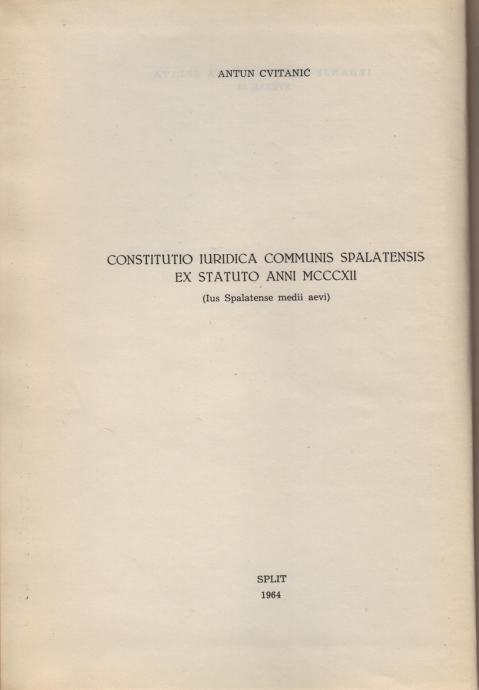 ANTUN CVITANIĆ
CONSTITUTIO IURIDICA COMMUNIS SPALATENSIS
EX STATUTO ANNI MCCCXII
(Ius Spalatense medii aevi)
SPLIT
1964